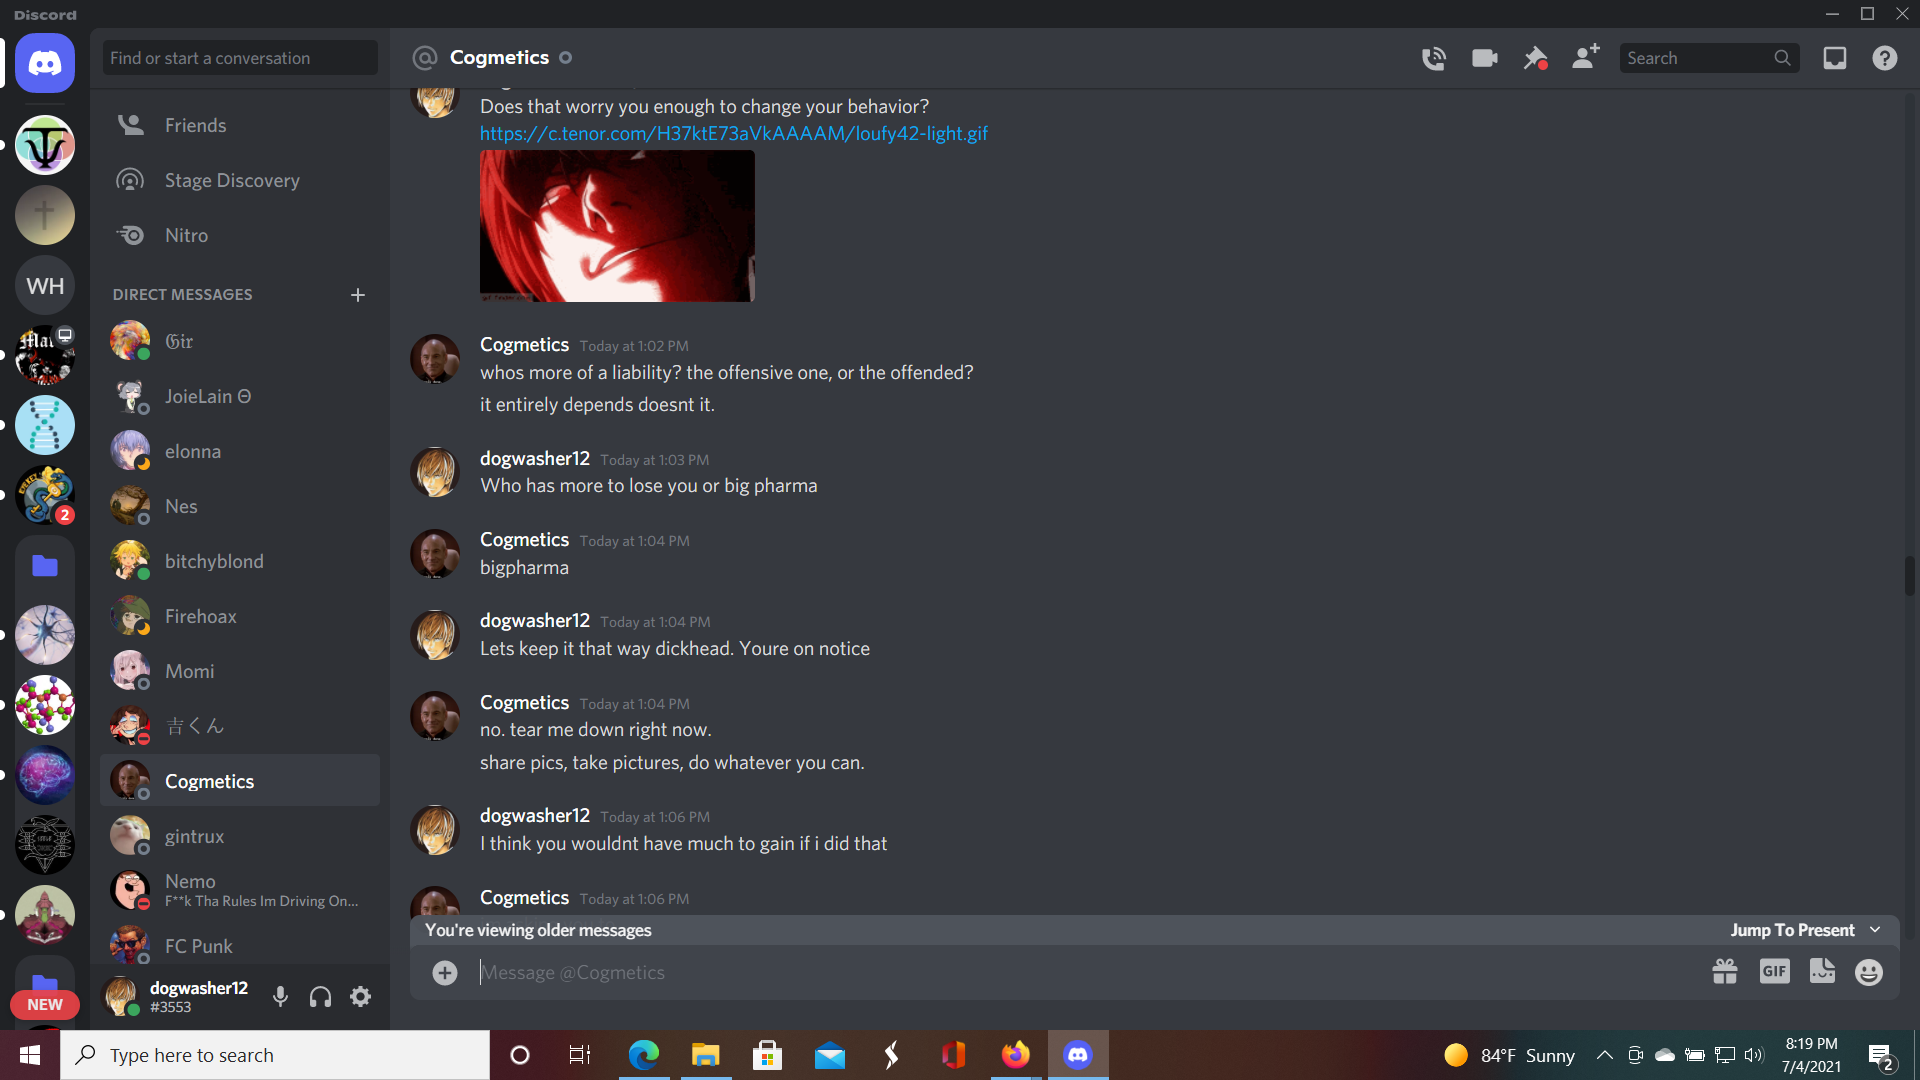 Discord
Find or start a conversation
Friends
Stage Discovery
Nitro
DIRECT MESSAGES
𝔊𝔦𝔯
JoieLain Θ
elonna
Nes
bitchyblond
Firehoax
Momi
吉くん
Cogmetics
gintrux
Nemo
F**k Tha Rules Im Driving On...
FC Punk
dogwasher12
#3553
WH
2
NEW
Cogmetics
Search
Does that worry you enough to change your behavior?
https://c.tenor.com/H37ktE73aVkAAAAM/loufy42-light.gif
Cogmetics Today at 1:02 PM
whos more of a liability? the offensive one, or the offended?
it entirely depends doesnt it.
dogwasher12 Today at 1:03 PM
Who has more to lose you or big pharma
Cogmetics Today at 1:04 PM
bigpharma
dogwasher12 Today at 1:04 PM
Lets keep it that way dickhead. Youre on notice
Cogmetics Today at 1:04 PM
no. tear me down right now.
share pics, take pictures, do whatever you can.
dogwasher12 Today at 1:06 PM
I think you wouldnt have much to gain if i did that
Cogmetics Today at 1:06 PM
You're viewing older messages
Jump To Present
Message @Cogmetics
GIF
Type here to search
84°F Sunny
8:19 PM
7/4/2021
2